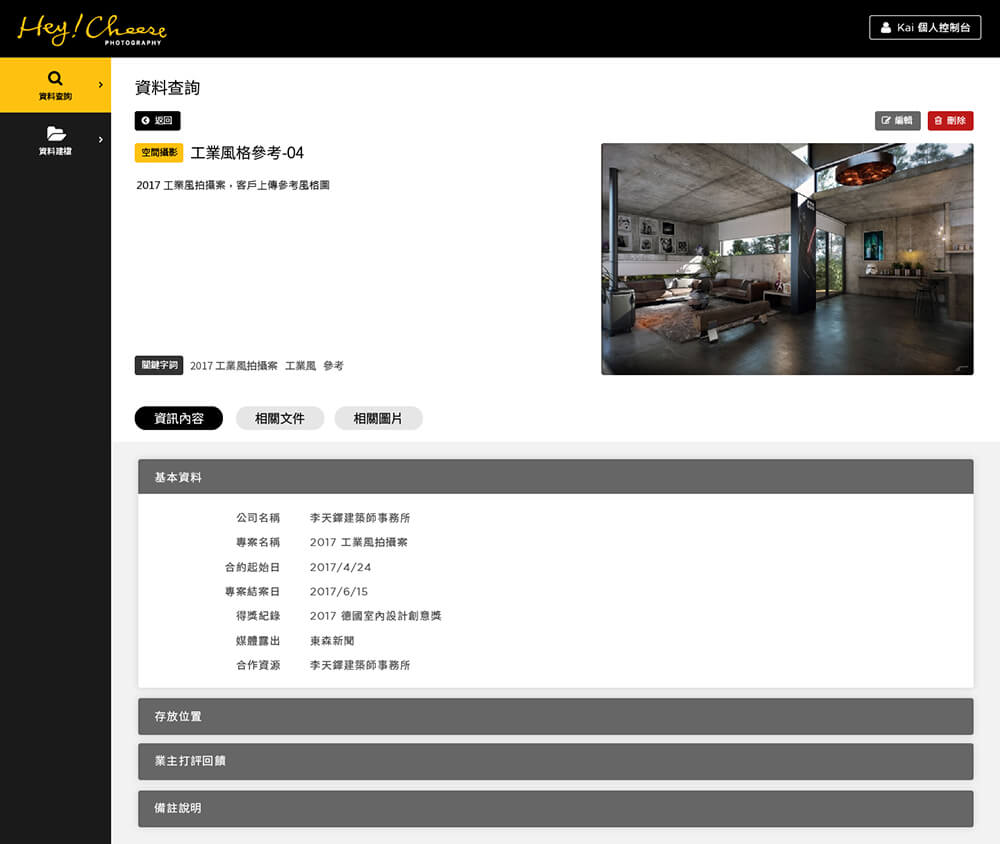 Hey! Cheese
PHOTOGRAPHY
Kai 個人控制台
資料查詢
資料建檔
資料查詢
返回
編輯
刪除
空間攝影 工業風格參考-04
2017 工業風拍攝案,客戶上傳參考風格圖
關鍵字詞 2017 工業風拍攝案 工業風 參考
資訊內容 相關文件 相關圖片
基本資料
公司名稱 李天鐸建築師事務所
專案名稱 2017 工業風拍攝案
合約起始日 2017/4/24
專案結案日 2017/6/15
得獎紀錄 2017 德國室內設計創意獎
媒體露出 東森新聞
合作資源 李天鐸建築師事務所
存放位置
業主打評回饋
備註說明